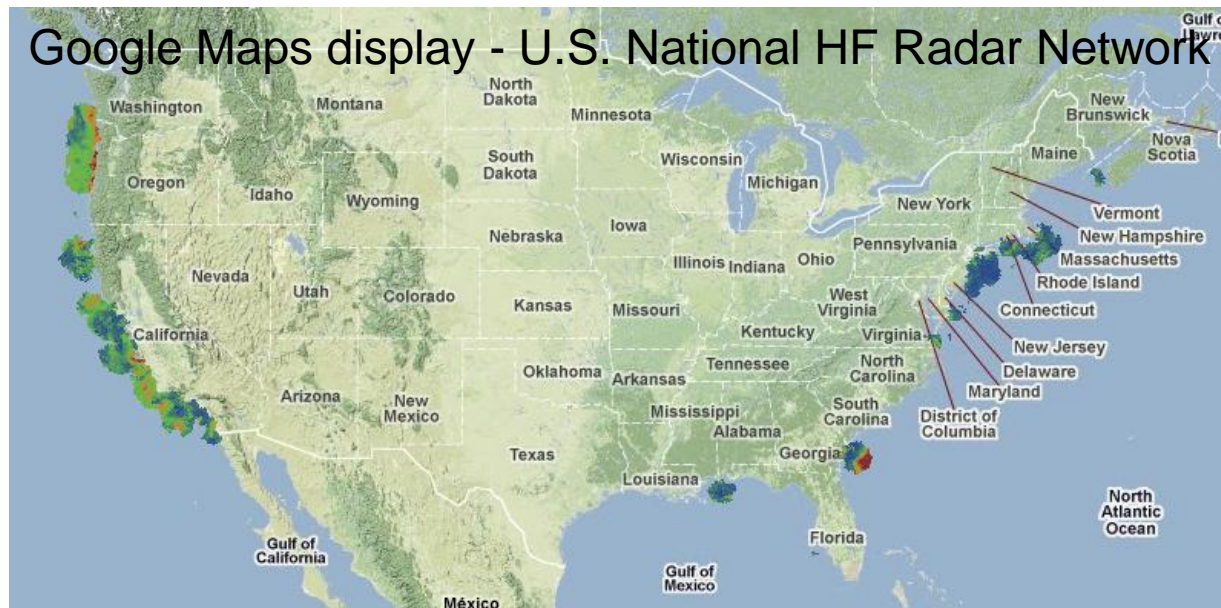 Google Maps display - U.S. National HF Radar Network
Gulf of
Washington
Montana
North
Dakota
Minnesota
New
Brunswick
Nova
Scotia
Maine
South
Dakota
Wisconsin
Michigan
Oregon
Idaho
Wyoming
New York
Vermont
New Hampshire
Massachusetts
Rhode Island
Connecticut
New Jersey
Delaware
Maryland
District of
Columbia
Nebraska
Iowa
Pennsylvania
Illinois
Indiana
Ohio
Nevada
Utah
Colorado
Kansas
Missouri
West
Virginia
Virginia
Kentucky
California
Oklahoma
Arkansas
Tennessee
North
Carolina
Arizona
New
Mexico
Mississippi
Alabama
South
Carolina
Georgia
Texas
Louisiana
Florida
North
Atlantic
Ocean
Gulf of
California
Gulf of
Mexico
México